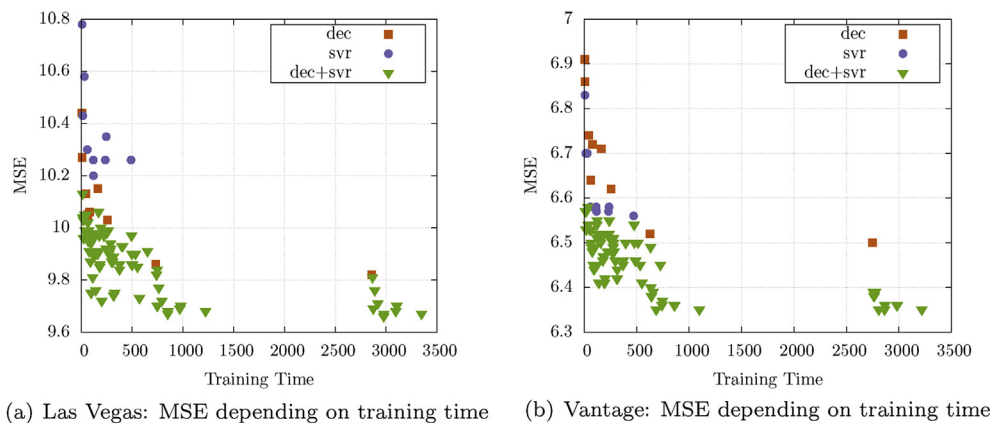 10.8
10.6
10.4
10.2
10
9.8
9.6
MSE
dec
svr
dec+svr
0 500 1000 1500 2000 2500 3000 3500
Training Time
(a) Las Vegas: MSE depending on training time
7
6.9
6.8
6.7
6.6
6.5
6.4
6.3
MSE
dec
svr
dec+svr
0 500 1000 1500 2000 2500 3000 3500
Training Time
(b) Vantage: MSE depending on training time